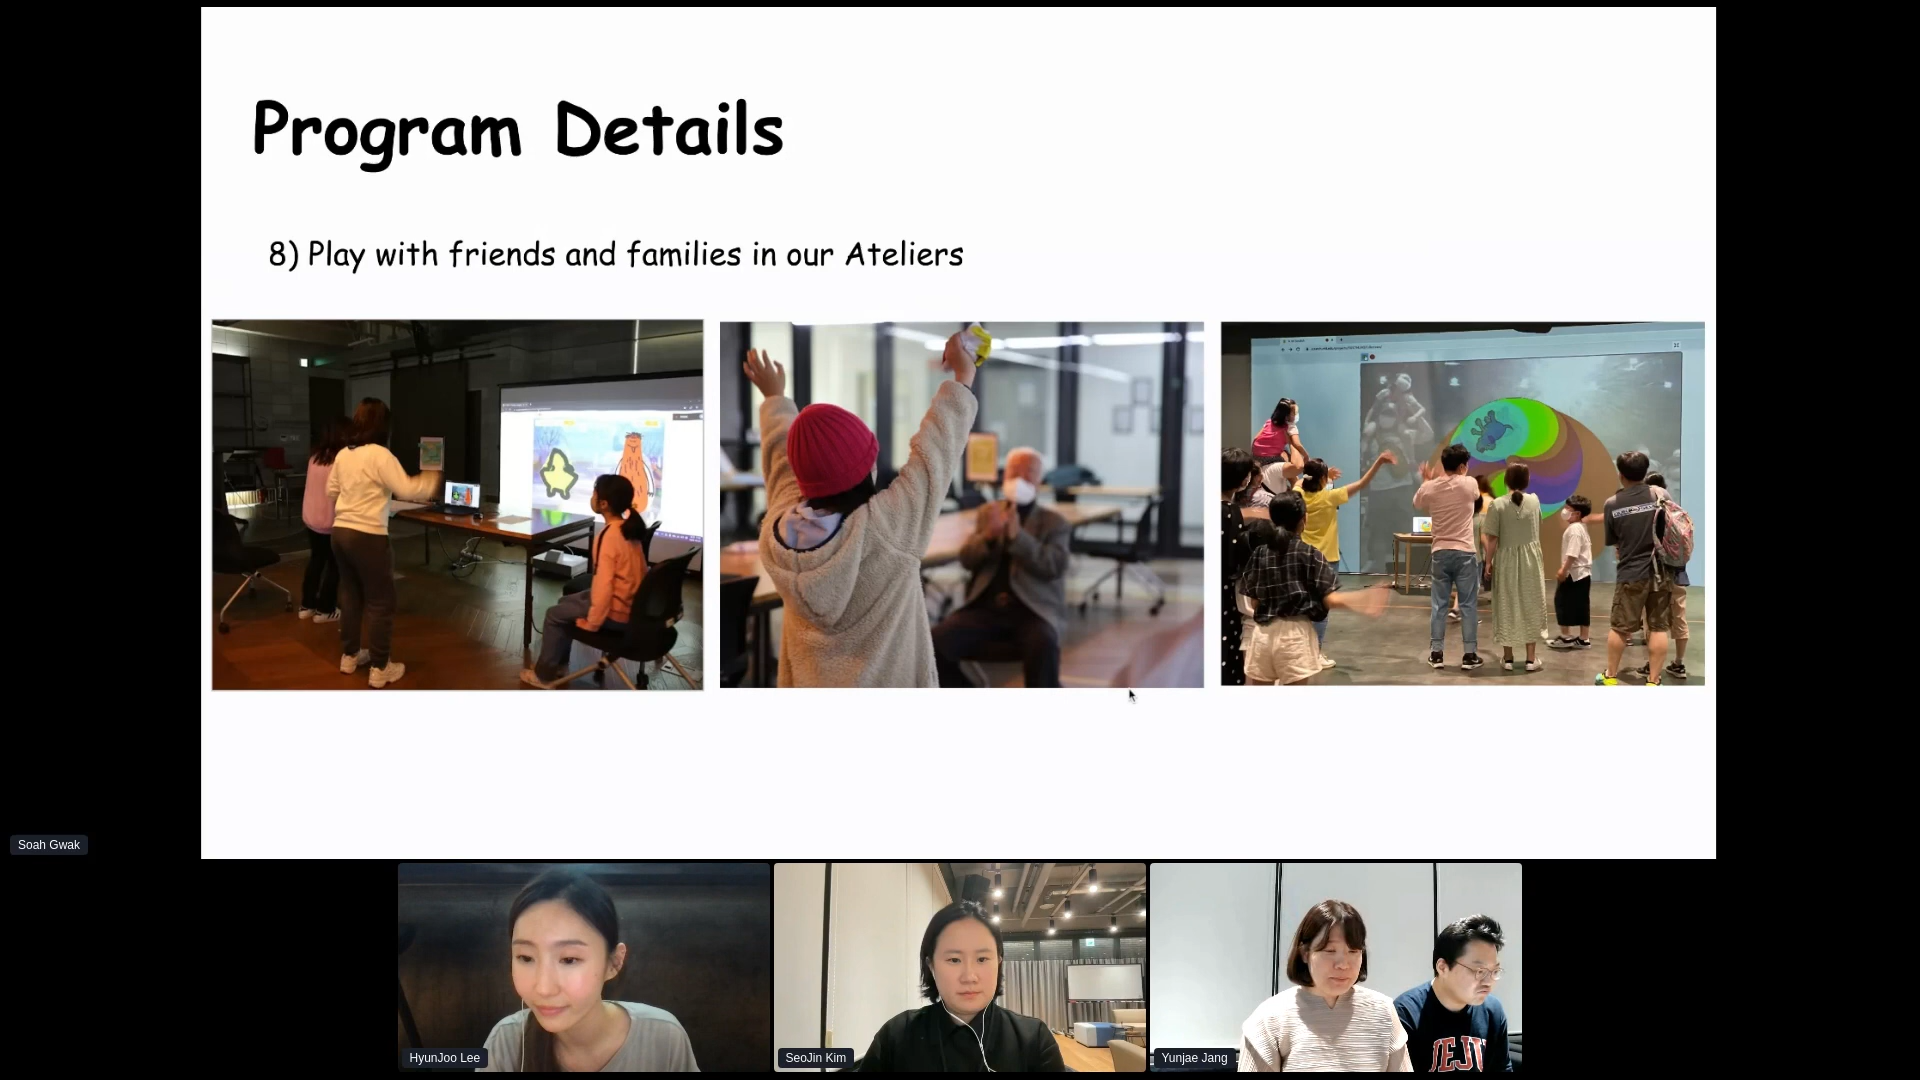 Program Details
8) Play with friends and families in our Ateliers
Soah Gwak
HyunJoo Lee
SeoJin Kim
Yunjae Jang
JEJU